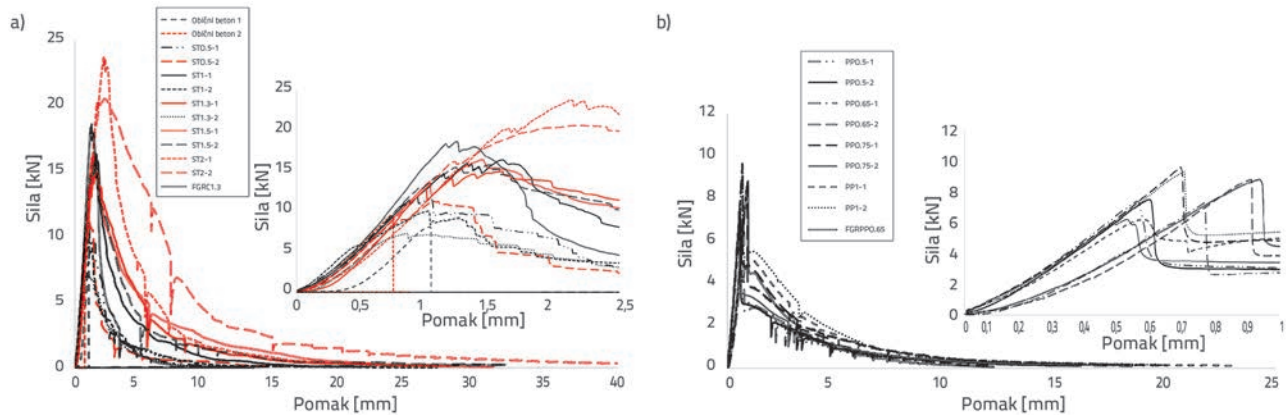 a)
Sila [kN]
25
20
15
10
5
0
0
5
10
15
20
25
30
35
40
Pomak [mm]
Obični beton 1
Obični beton 2
ST0.5-1
ST0.5-2
ST1-1
ST1-2
ST1.3-1
ST1.3-2
ST1.5-1
ST1.5-2
ST2-1
ST2-2
FGRC1.3
Sila [kN]
25
20
15
10
5
0
0
0,5
1
1,5
2
2,5
Pomak [mm]
b)
Sila [kN]
12
10
8
6
4
2
0
0
5
10
15
20
25
Pomak [mm]
PP0.5-1
PP0.5-2
PP0.65-1
PP0.65-2
PP0.75-1
PP0.75-2
PP1-1
PP1-2
FGRPP0.65
Sila [kN]
12
10
8
6
4
2
0
0
0,1
0,2
0,3
0,4
0,5
0,6
0,7
0,8
0,9
1
Pomak [mm]